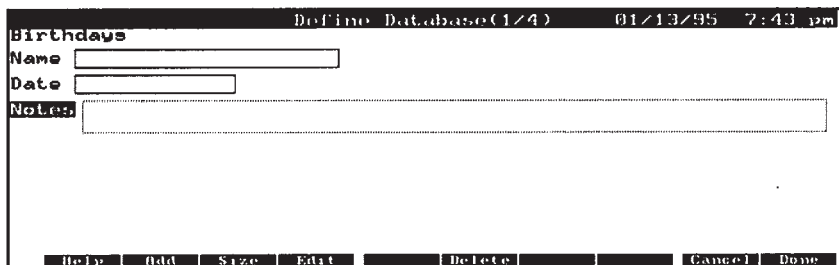 Define Database(1/4) 01/13/95 7:43 pm
Birthdays
Name
Date
Notes
Help Add Size Edit Delete Cancel Done